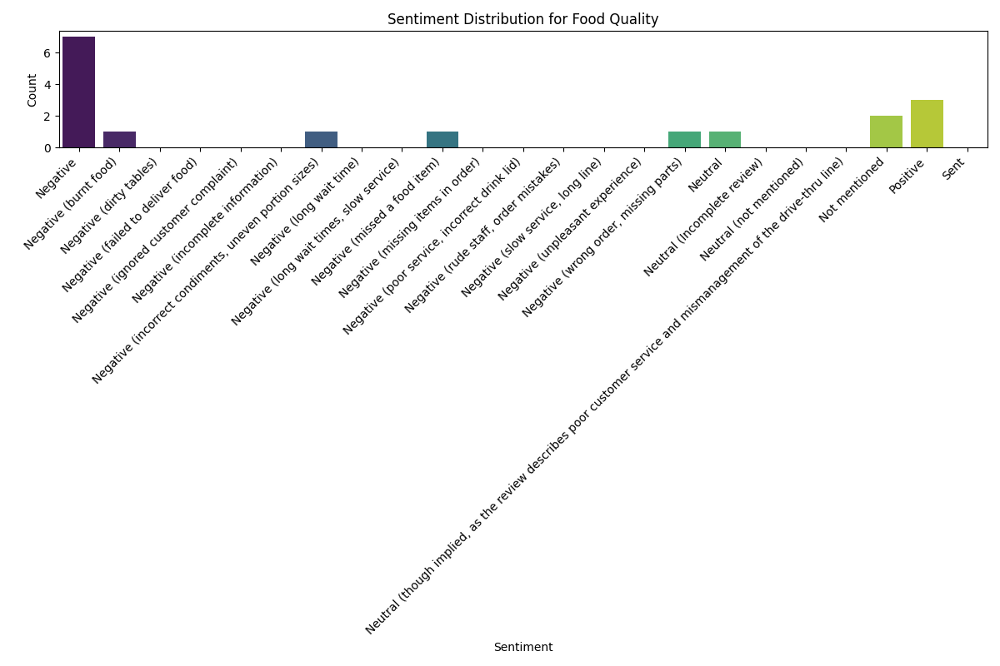 Sentiment Distribution for Food Quality
Count
6
4
2
0
Negative
Negative (burnt food)
Negative (dirty tables)
Negative (failed to deliver food)
Negative (ignored customer complaint)
Negative (incomplete information)
Negative (incorrect condiments, uneven portion sizes)
Negative (long wait time)
Negative (long wait times, slow service)
Negative (missed a food item)
Negative (missing items in order)
Negative (poor service, incorrect drink lid)
Negative (rude staff, order mistakes)
Negative (slow service, long line)
Negative (unpleasant experience)
Negative (wrong order, missing parts)
Neutral
Neutral (Incomplete review)
Neutral (not mentioned)
Neutral (though implied, as the review describes poor customer service and mismanagement of the drive-thru line)
Not mentioned
Positive
Sent
Sentiment